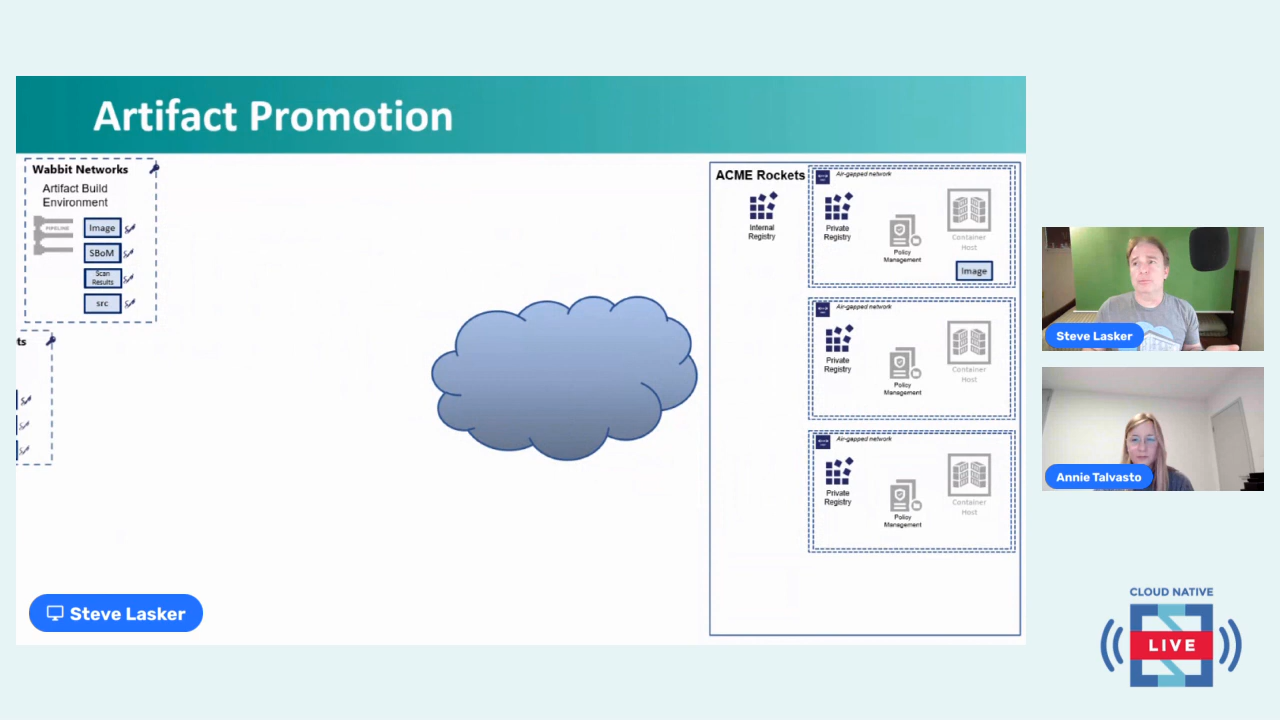 Artifact Promotion
Wabbit Networks
Artifact Build
Environment
PIPELINE
Image
SBoM
Scan
Results
src
ts
ACME Rockets
Internal
Registry
Air-gapped network
Private
Registry
Policy
Management
Container
Host
Image
Air-gapped network
Private
Registry
Policy
Management
Container
Host
Air-gapped network
Private
Registry
Policy
Management
Container
Host
Steve Lasker
Steve Lasker
Annie Talvasto
CLOUD NATIVE
LIVE